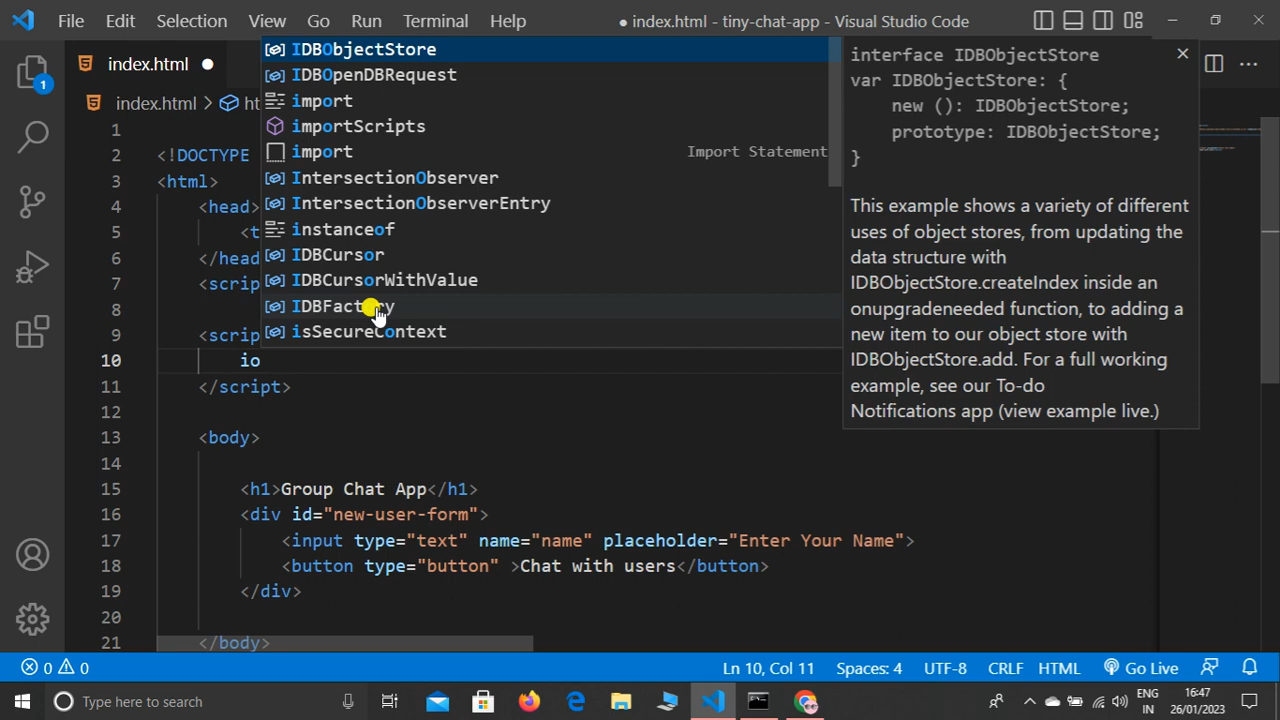 File Edit Selection View Go Run Terminal Help
● index.html - tiny-chat-app - Visual Studio Code
index.html ●
index.html > ht
1
1
2 <!DOCTYPE
3 <html>
4 <head>
5 <t
6 </head
7 <scrip
8
9 <scrip
10 io
11 </script>
12
13 <body>
14
15 <h1>Group Chat App</h1>
16 <div id="new-user-form">
17 <input type="text" name="name" placeholder="Enter Your Name">
18 <button type="button" >Chat with users</button>
19 </div>
20
21 </body>
IDBObjectStore
IDBOpenDBRequest
import
importScripts
import Import Statement
IntersectionObserver
IntersectionObserverEntry
instanceof
IDBCursor
IDBCursorWithValue
IDBFactory
isSecureContext
interface IDBObjectStore
var IDBObjectStore: {
new (): IDBObjectStore;
prototype: IDBObjectStore;
}
This example shows a variety of different
uses of object stores, from updating the
data structure with
IDBObjectStore.createIndex inside an
onupgradeneeded function, to adding a
new item to our object store with
IDBObjectStore.add. For a full working
example, see our To-do
Notifications app (view example live.)
0 0 Ln 10, Col 11 Spaces: 4 UTF-8 CRLF HTML Go Live
Type here to search
ENG
IN
16:47
26/01/2023